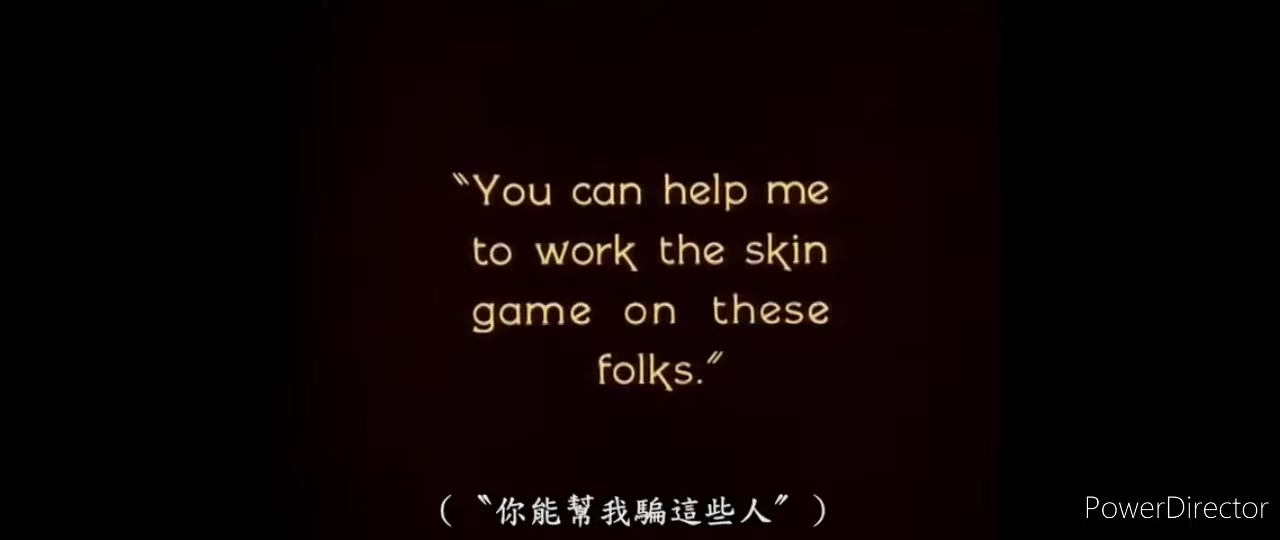 “You can help me
to work the skin
game on these
folks.”
（〝你能幫我騙這些人〞）
PowerDirector